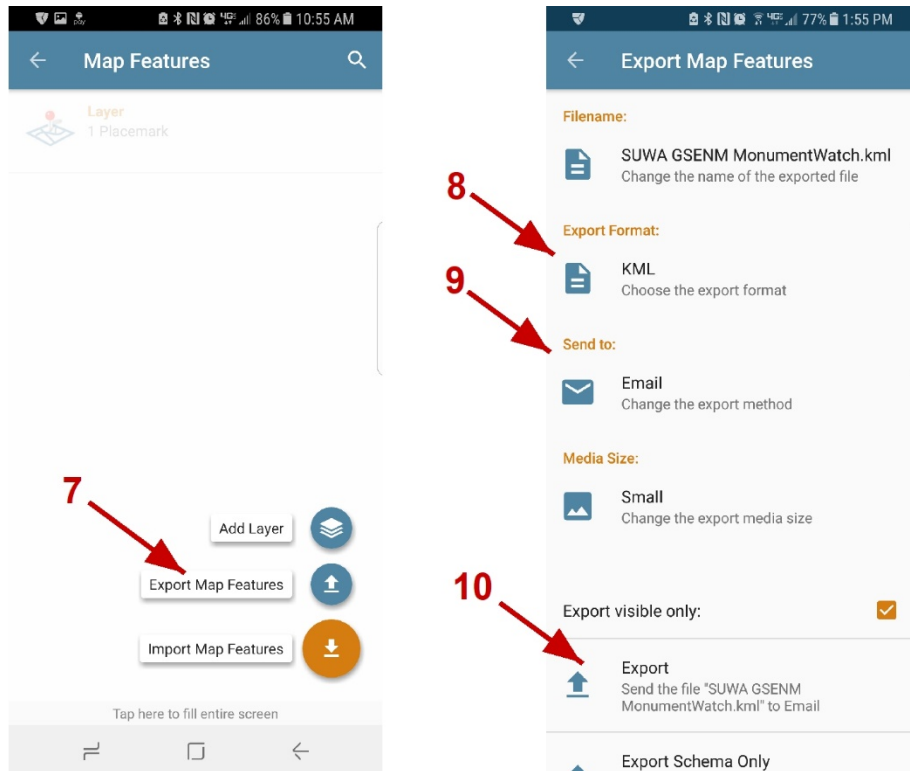 pay 4G 86% 10:55 AM
Map Features
Layer
1 Placemark
7
Add Layer
Export Map Features
Import Map Features
Tap here to fill entire screen
4G 77% 1:55 PM
Export Map Features
Filename:
SUWA GSENM MonumentWatch.kml
Change the name of the exported file
8
Export Format:
KML
Choose the export format
9
Send to:
Email
Change the export method
Media Size:
Small
Change the export media size
10
Export visible only:
Export
Send the file "SUWA GSENM
MonumentWatch.kml" to Email
Export Schema Only